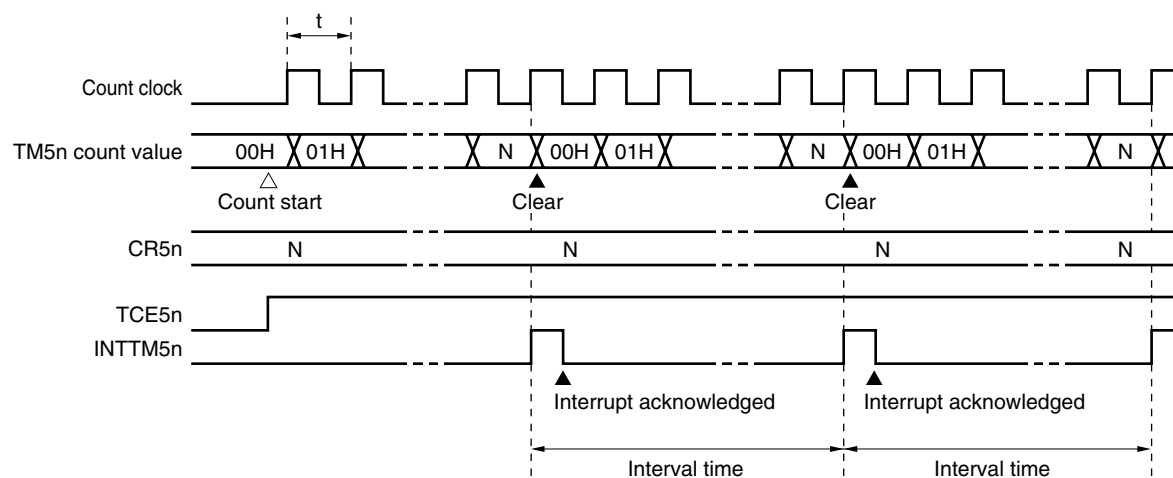 t
Count clock
TM5n count value 00H 01H N 00H 01H N 00H 01H N
Count start Clear Clear
CR5n N N N N
TCE5n
INTTM5n
Interrupt acknowledged Interrupt acknowledged
Interval time Interval time